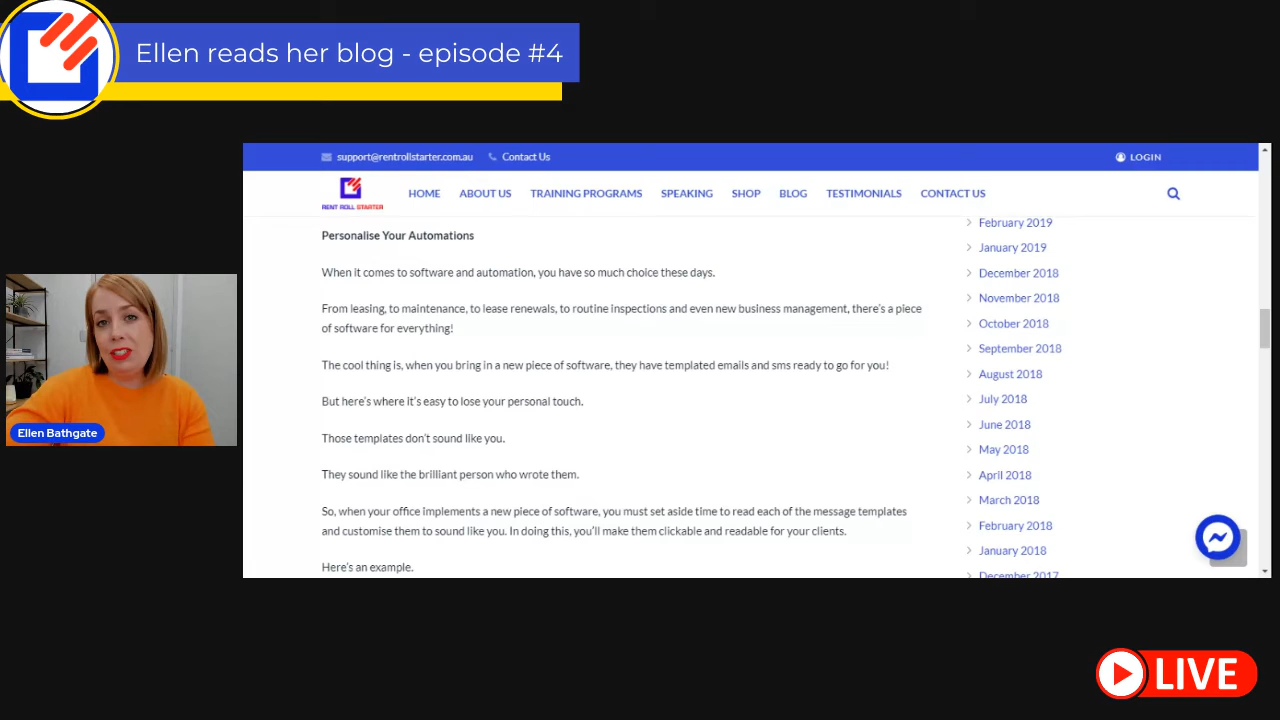 Ellen reads her blog - episode #4
support@rentrollstarter.com.au Contact Us LOGIN
RENT ROLL STARTER
HOME ABOUT US TRAINING PROGRAMS SPEAKING SHOP BLOG TESTIMONIALS CONTACT US
Personalise Your Automations
When it comes to software and automation, you have so much choice these days.
From leasing, to maintenance, to lease renewals, to routine inspections and even new business management, there's a piece
of software for everything!
The cool thing is, when you bring in a new piece of software, they have templated emails and sms ready to go for you!
But here's where it's easy to lose your personal touch.
Those templates don't sound like you.
They sound like the brilliant person who wrote them.
So, when your office implements a new piece of software, you must set aside time to read each of the message templates
and customise them to sound like you. In doing this, you'll make them clickable and readable for your clients.
Here's an example.
February 2019
January 2019
December 2018
November 2018
October 2018
September 2018
August 2018
July 2018
June 2018
May 2018
April 2018
March 2018
February 2018
January 2018
December 2017
Ellen Bathgate
LIVE